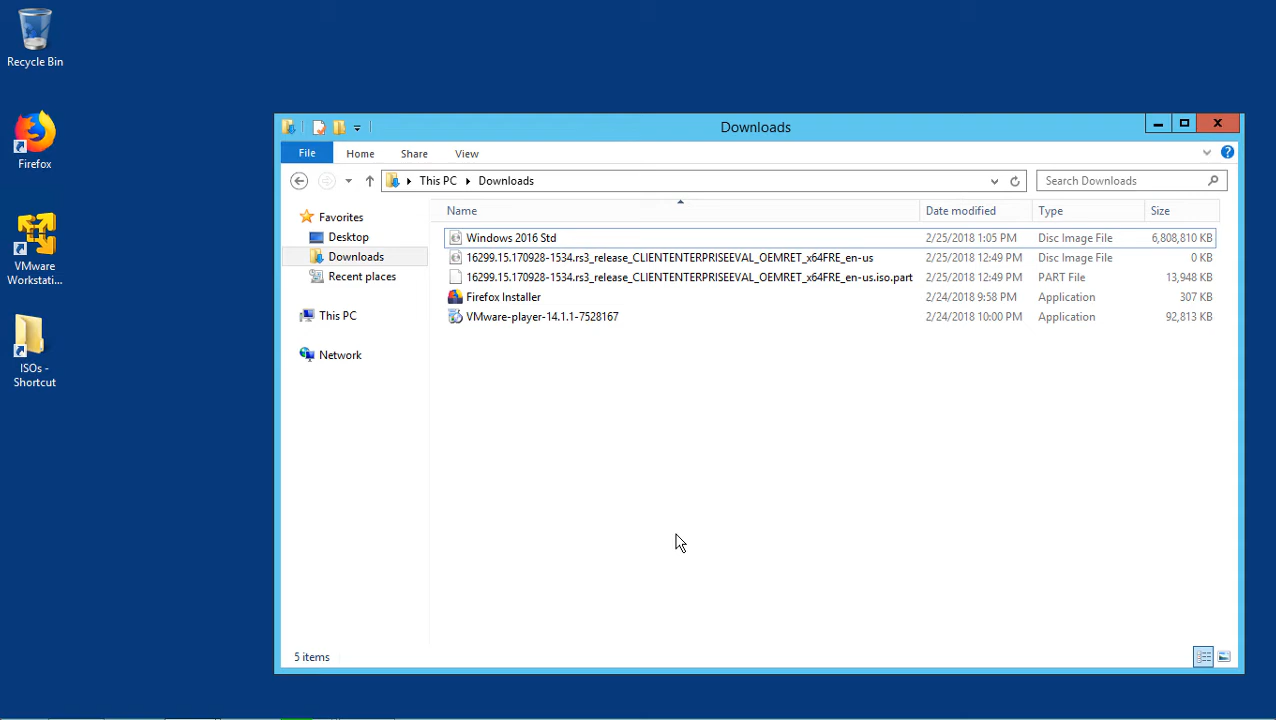 Recycle Bin
Firefox
VMware
Workstati...
ISOs -
Shortcut
Downloads
File Home Share View
This PC Downloads Search Downloads
Favorites
Desktop
Downloads
Recent places
This PC
Network
Name Date modified Type Size
Windows 2016 Std 2/25/2018 1:05 PM Disc Image File 6,808,810 KB
16299.15.170928-1534.rs3_release_CLIENTENTERPRISEEVAL_OEMRET_x64FRE_en-us 2/25/2018 12:49 PM Disc Image File 0 KB
16299.15.170928-1534.rs3_release_CLIENTENTERPRISEEVAL_OEMRET_x64FRE_en-us.iso.part 2/25/2018 12:49 PM PART File 13,948 KB
Firefox Installer 2/24/2018 9:58 PM Application 307 KB
VMware-player-14.1.1-7528167 2/24/2018 10:00 PM Application 92,813 KB
5 items